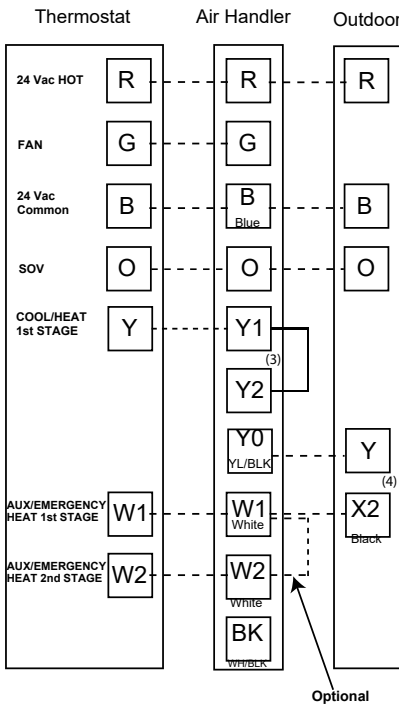 Thermostat Air Handler Outdoor
24 Vac HOT R R R
FAN G G
24 Vac
Common B B B
Blue
SOV O O O
COOL/HEAT
1st STAGE Y Y1
(3)
Y2
Y0 Y
YL/BLK
(4)
AUX/EMERGENCY
HEAT 1st STAGE W1 W1 X2
White Black
AUX/EMERGENCY
HEAT 2nd STAGE W2 W2
White
BK
WH/BLK
Optional